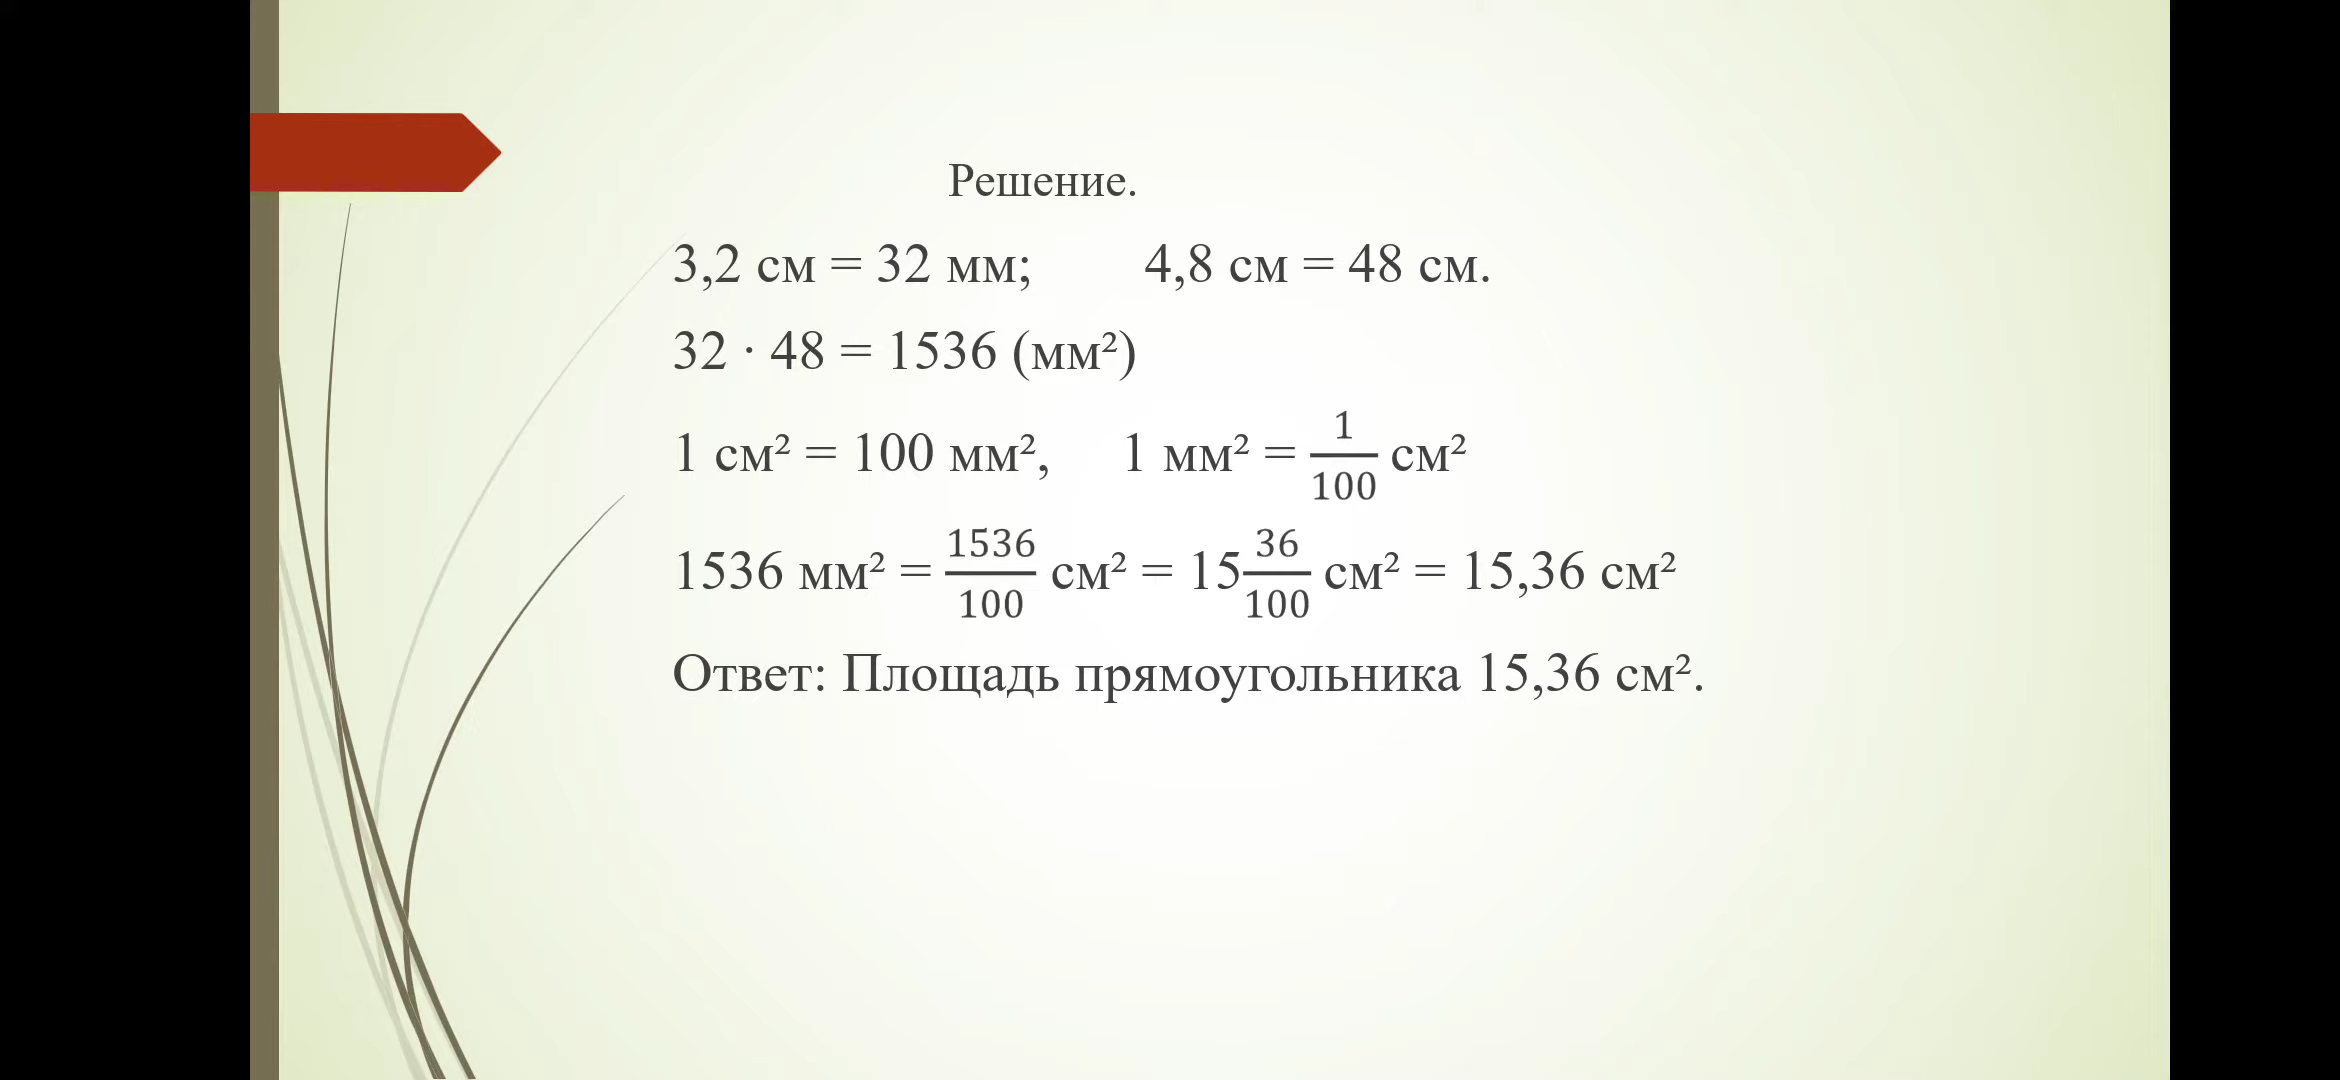 Решение.
3,2 см = 32 мм; 4,8 см = 48 см.
32 · 48 = 1536 (мм²)
1 см² = 100 мм², 1 мм² = 1/100 см²
1536 мм² = 1536/100 см² = 15 36/100 см² = 15,36 см²
Ответ: Площадь прямоугольника 15,36 см².